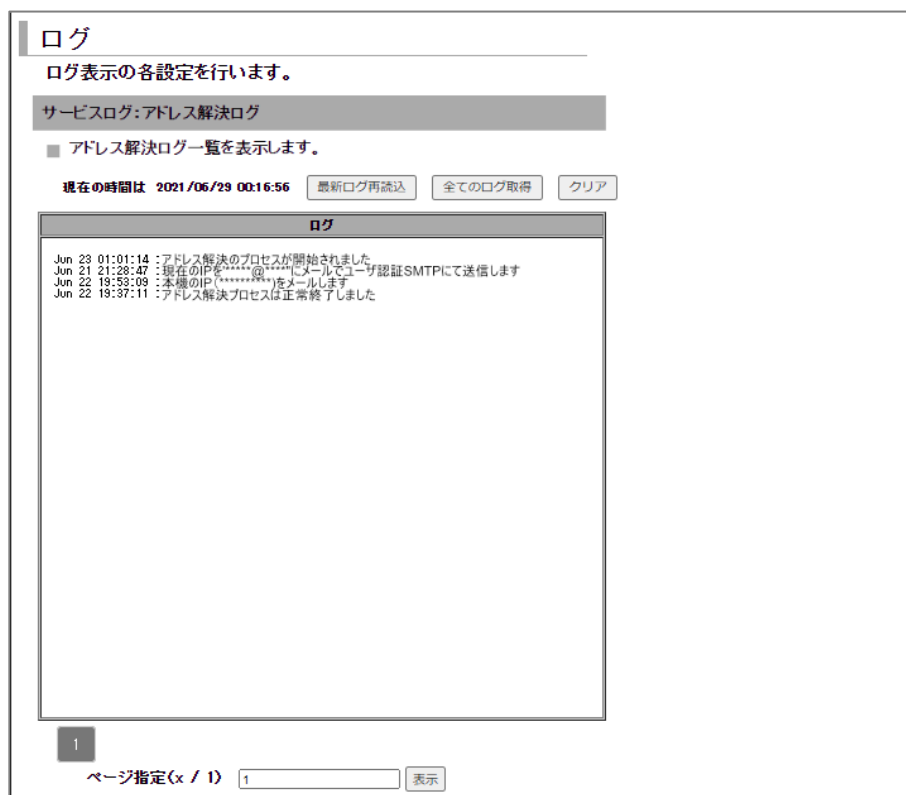 ログ
ログ表示の各設定を行います。
サービスログ:アドレス解決ログ
■ アドレス解決ログ一覧を表示します。
現在の時間は 2021/06/29 00:16:56 最新ログ再読込 全てのログ取得 クリア
ログ
Jun 23 01:01:14 :アドレス解決のプロセスが開始されました
Jun 21 21:28:47 :現在のIPを"*****@****"にメールでユーザ認証SMTPにて送信します
Jun 22 19:53:09 :本機のIP(**********)をメールします
Jun 22 19:37:11 :アドレス解決プロセスは正常終了しました
1
ページ指定(x / 1) 1 表示